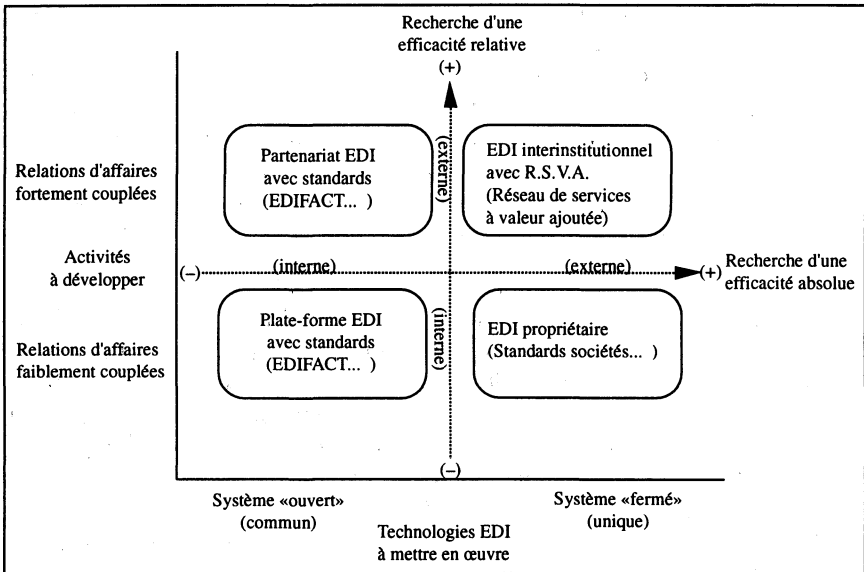 Recherche d'une
efficacité relative
(+)
Partenariat EDI
avec standards
(EDIFACT... )
(externe)
EDI interinstitutionnel
avec R.S.V.A.
(Réseau de services
à valeur ajoutée)
Relations d'affaires
fortement couplées
Activités
à développer
(–)
(interne)
(externe)
(+)
Recherche d'une
efficacité absolue
Plate-forme EDI
avec standards
(EDIFACT... )
(interne)
EDI propriétaire
(Standards sociétés... )
Relations d'affaires
faiblement couplées
(–)
Système «ouvert»
(commun)
Système «fermé»
(unique)
Technologies EDI
à mettre en œuvre